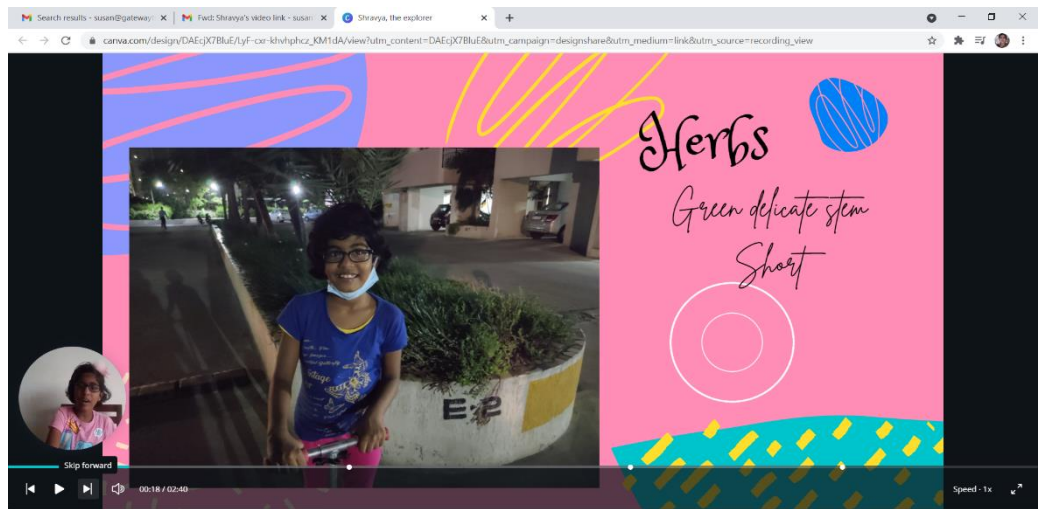 Search results - susan@gateway
Fwd: Shravya's video link - susan
Shravya, the explorer
canva.com/design/DAEcjX7BIuE/LyF-cxr-khvhphcz_KM1dA/view?utm_content=DAEcjX7BIuE&utm_campaign=designshare&utm_medium=link&utm_source=recording_view
Herbs
Green delicate stem
Short
E-2
Skip forward
00:18 / 02:40
Speed - 1x